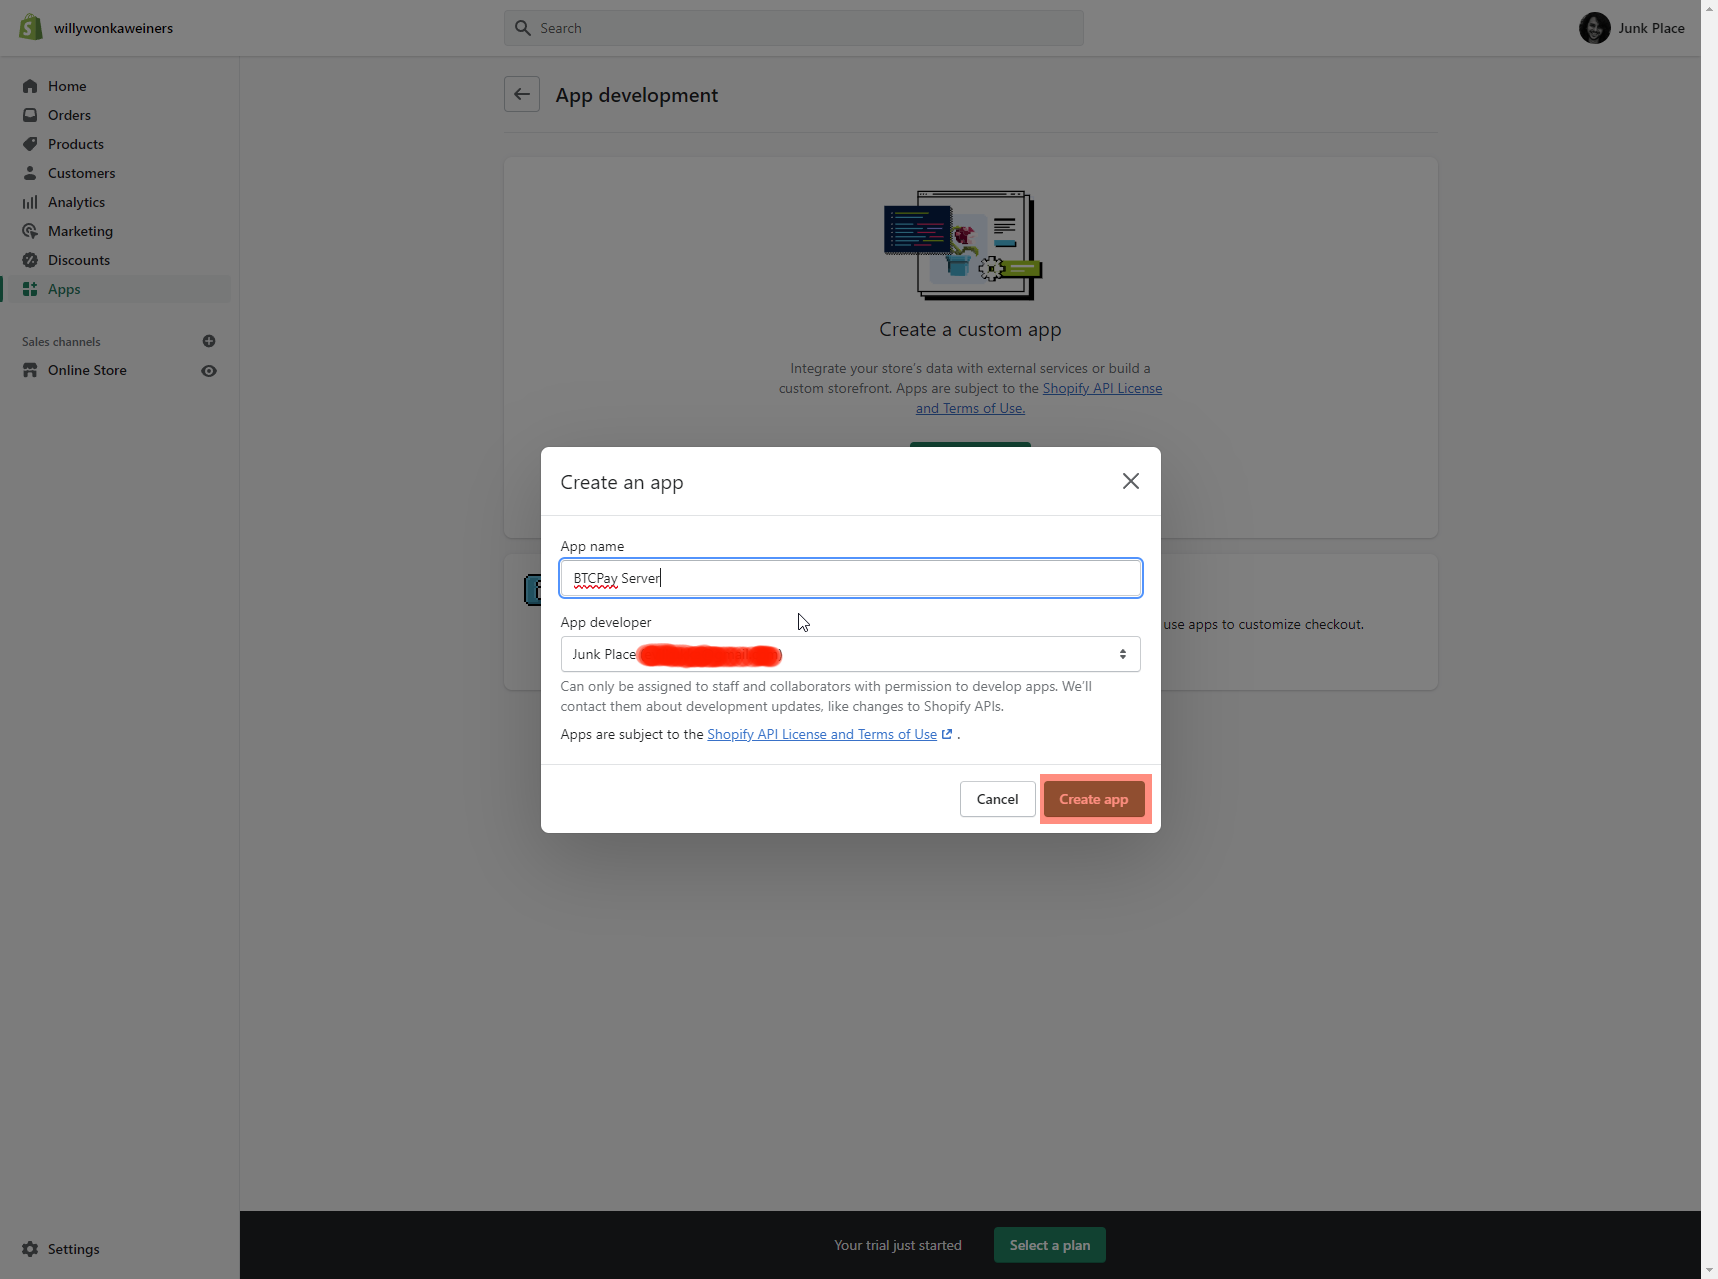 willywonkaweiners
Search
Junk Place
Home
Orders
Products
Customers
Analytics
Marketing
Discounts
Apps
Sales channels
Online Store
Settings
App development
Create a custom app
Integrate your store's data with external services or build a
custom storefront. Apps are subject to the Shopify API License
and Terms of Use.
use apps to customize checkout.
Create an app
App name
BTCPay Server
App developer
Junk Place
Can only be assigned to staff and collaborators with permission to develop apps. We'll
contact them about development updates, like changes to Shopify APIs.
Apps are subject to the Shopify API License and Terms of Use .
Cancel
Create app
Your trial just started
Select a plan